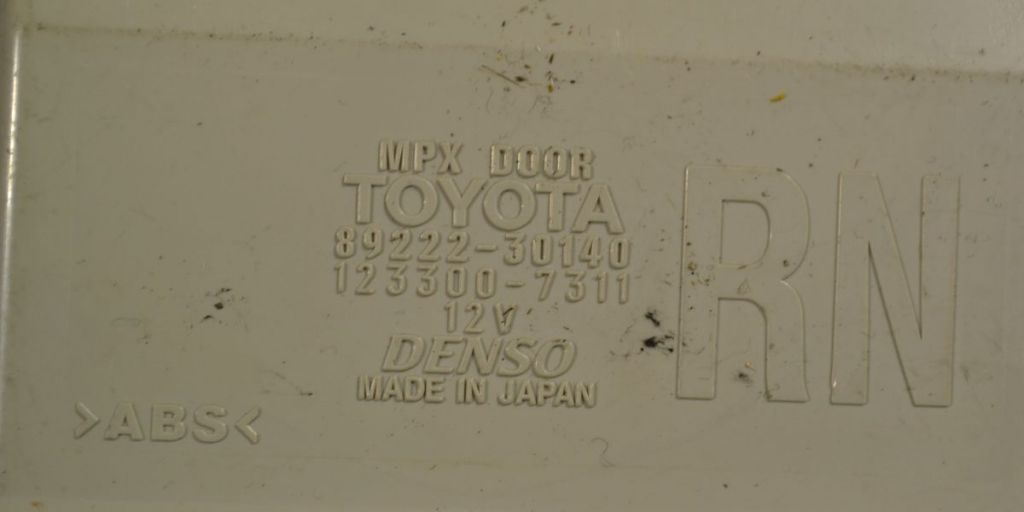 MPX DOOR
TOYOTA
89222-30140
123300-7311
12V
DENSO
MADE IN JAPAN
RN
>ABS<